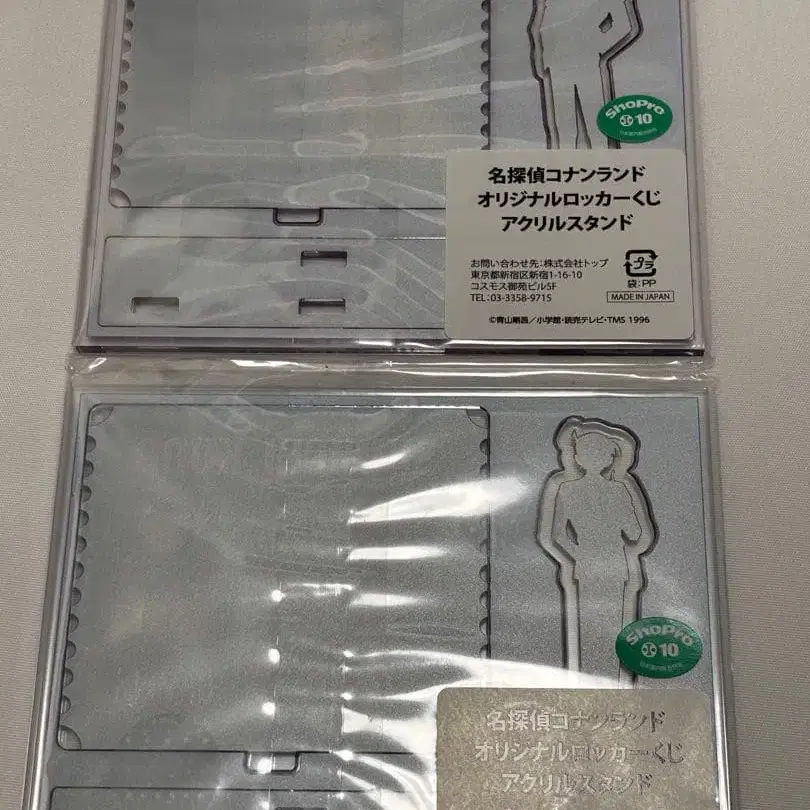 ShoPro
10
名探偵コナンランド
オリジナルロッカーくじ
アクリルスタンド
お問い合わせ先:株式会社トップ
東京都新宿区新宿1-16-10
コスモス御苑ビル5F
TEL:03-3358-9715
プラ
袋:PP
MADE IN JAPAN
©青山剛昌/小学館・読売テレビ・TMS 1996
ShoPro
10
名探偵コナンランド
オリジナルロッカーくじ
アクリルスタンド